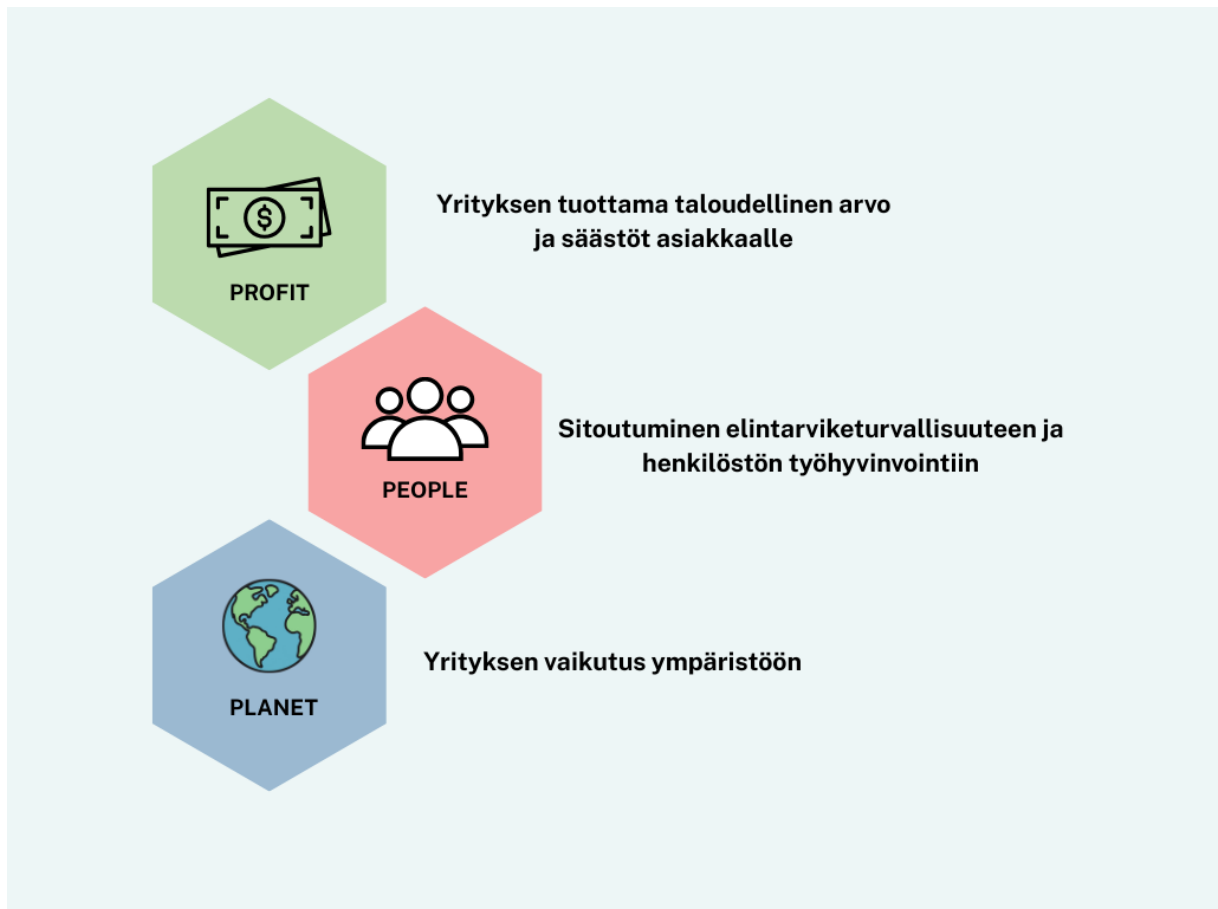 Yrityksen tuottama taloudellinen arvo
ja säästöt asiakkaalle
$
PROFIT
Sitoutuminen elintarviketurvallisuuteen ja
henkilöstön työhyvinvointiin
PEOPLE
Yrityksen vaikutus ympäristöön
PLANET